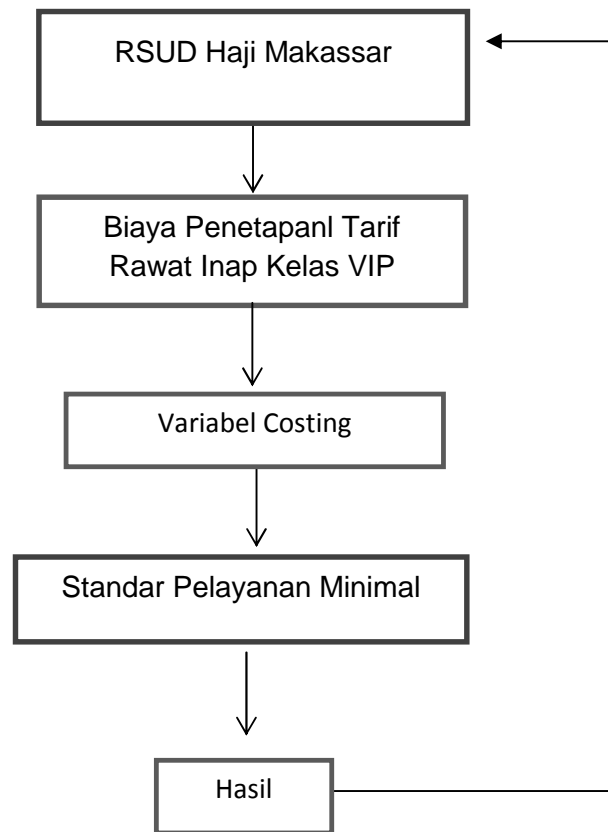 RSUD Haji Makassar
Biaya Penetapanl Tarif
Rawat Inap Kelas VIP
Variabel Costing
Standar Pelayanan Minimal
Hasil